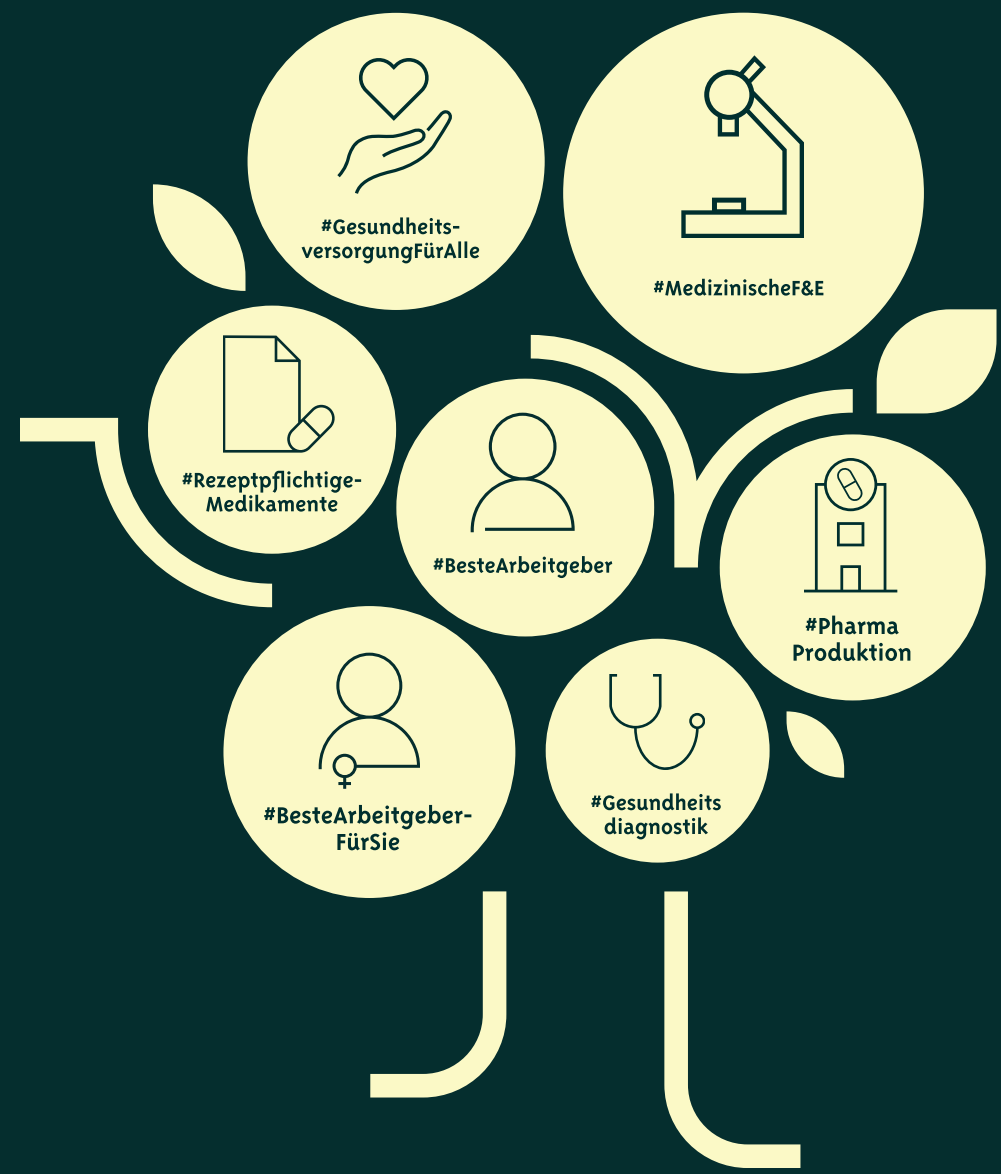 #Gesundheits-
versorgungFürAlle
#MedizinischeF&E
#Rezeptpflichtige-
Medikamente
#BesteArbeitgeber
#Pharma
Produktion
#BesteArbeitgeber-
FürSie
#Gesundheits
diagnostik